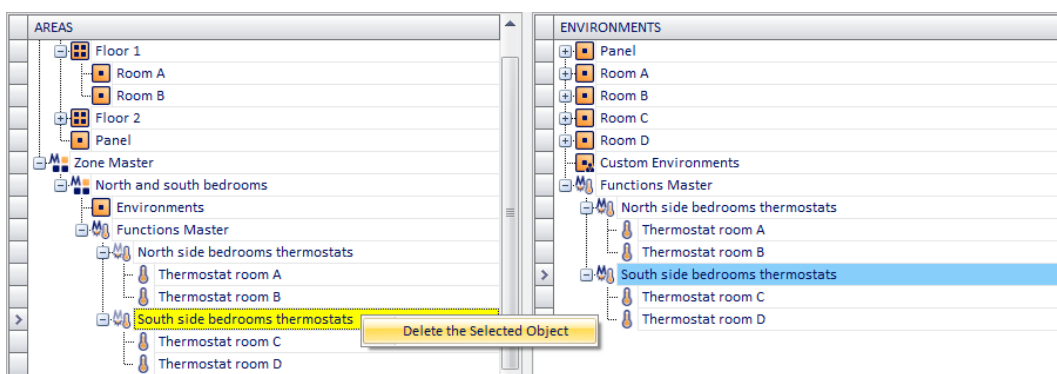 AREAS
Floor 1
Room A
Room B
Floor 2
Panel
Zone Master
North and south bedrooms
Environments
Functions Master
North side bedrooms thermostats
Thermostat room A
Thermostat room B
South side bedrooms thermostats
Delete the Selected Object
Thermostat room C
Thermostat room D
ENVIRONMENTS
Panel
Room A
Room B
Room C
Room D
Custom Environments
Functions Master
North side bedrooms thermostats
Thermostat room A
Thermostat room B
South side bedrooms thermostats
Thermostat room C
Thermostat room D